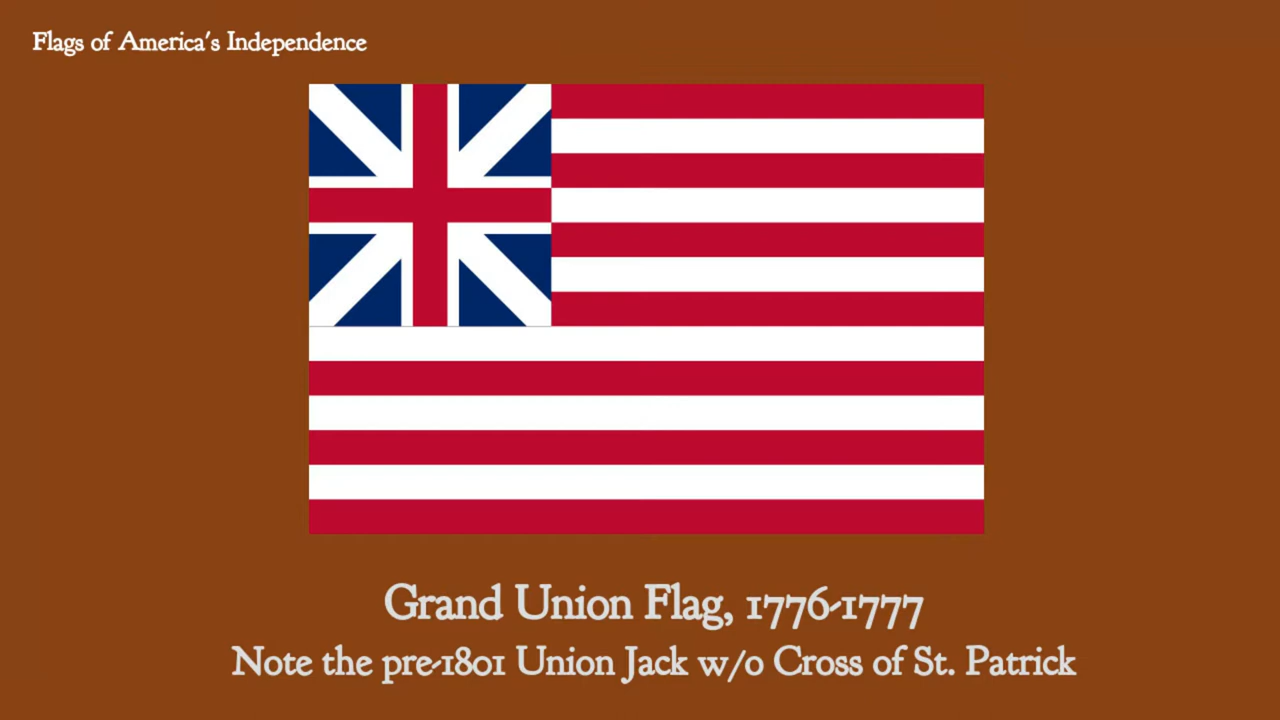 Flags of America's Independence
Grand Union Flag, 1776-1777
Note the pre-1801 Union Jack w/o Cross of St. Patrick